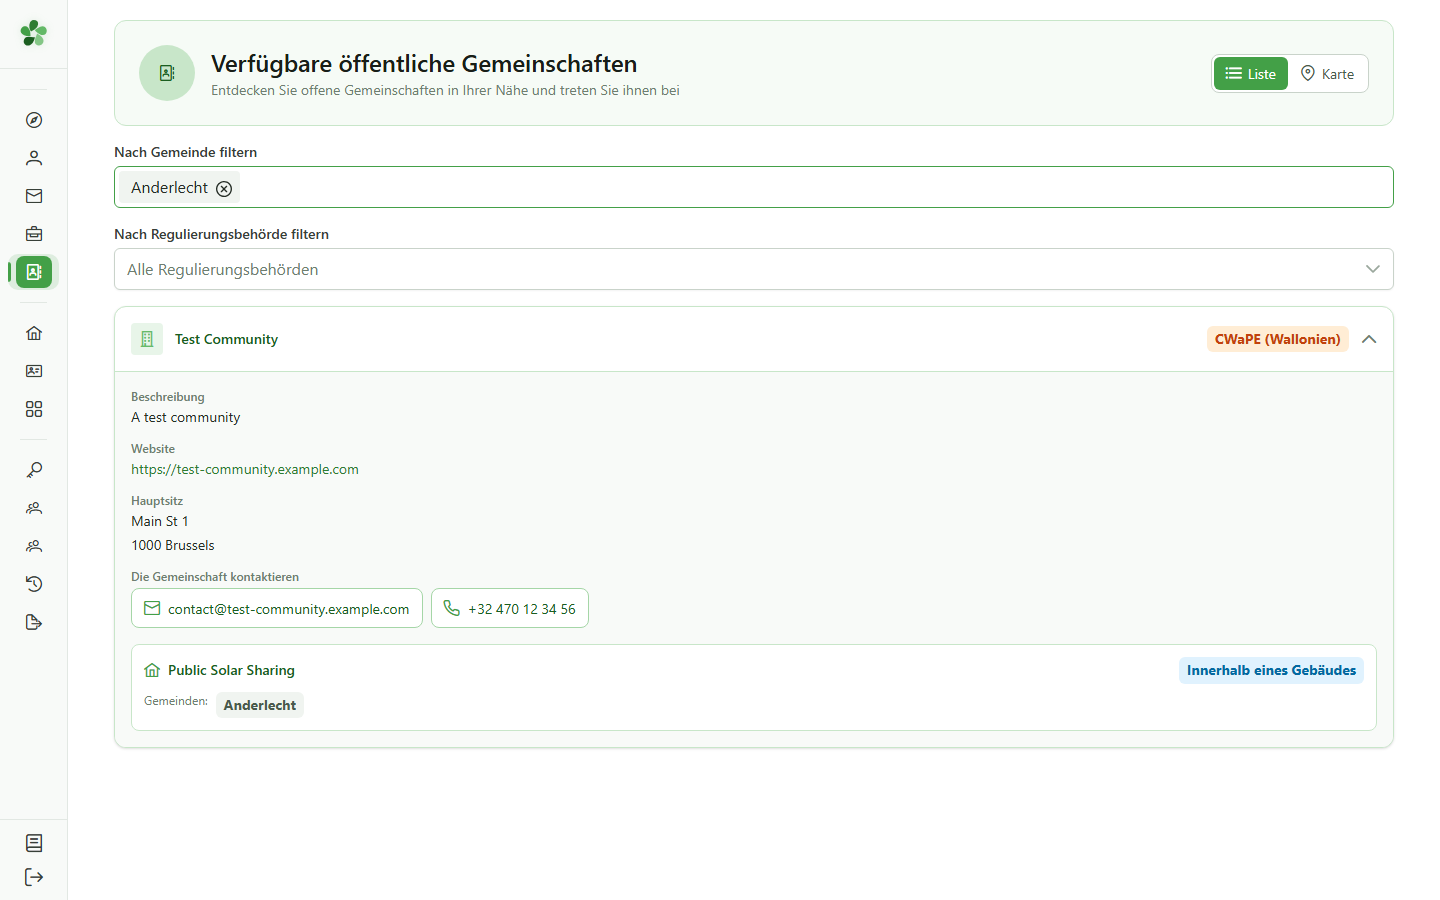 Verfügbare öffentliche Gemeinschaften
Entdecken Sie offene Gemeinschaften in Ihrer Nähe und treten Sie ihnen bei
Liste
Karte
Nach Gemeinde filtern
Anderlecht
Nach Regulierungsbehörde filtern
Alle Regulierungsbehörden
Test Community
CWaPE (Wallonien)
Beschreibung
A test community
Website
https://test-community.example.com
Hauptsitz
Main St 1
1000 Brussels
Die Gemeinschaft kontaktieren
contact@test-community.example.com
+32 470 12 34 56
Public Solar Sharing
Innerhalb eines Gebäudes
Gemeinden:
Anderlecht